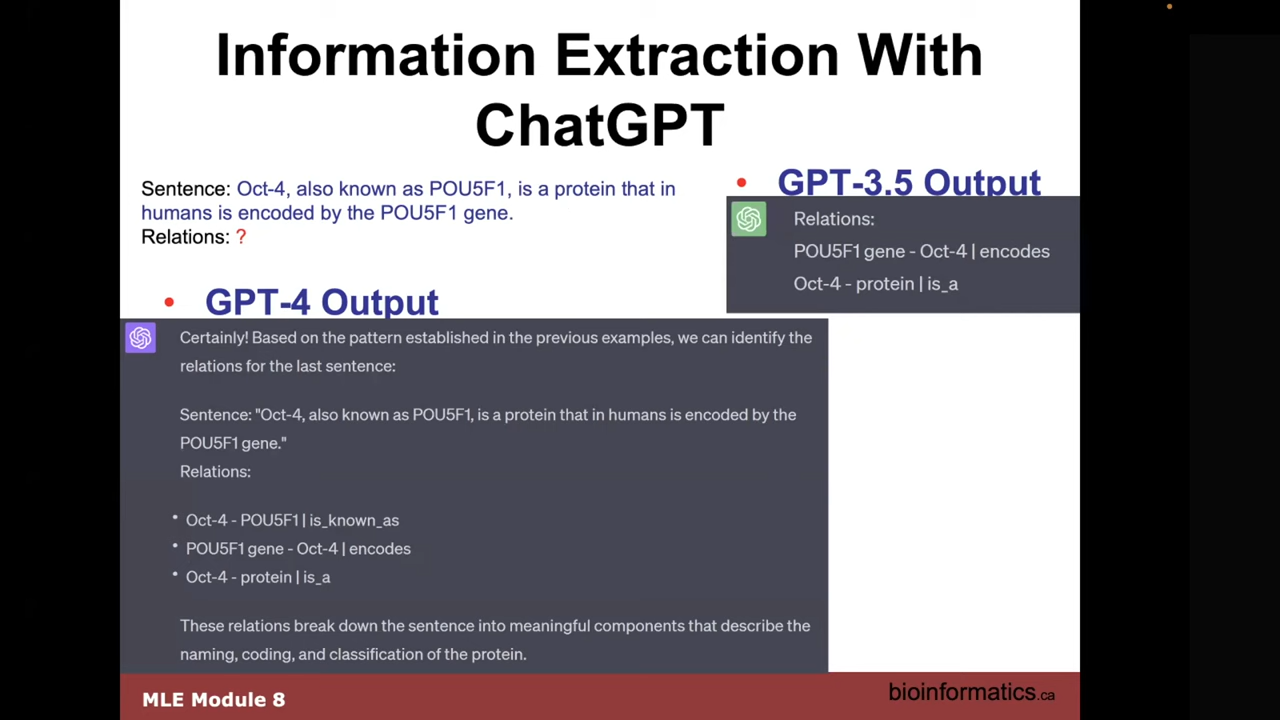 Information Extraction With
ChatGPT
Sentence: Oct-4, also known as POU5F1, is a protein that in
humans is encoded by the POU5F1 gene.
Relations: ?
• GPT-3.5 Output
Relations:
POU5F1 gene - Oct-4 | encodes
Oct-4 - protein | is_a
• GPT-4 Output
Certainly! Based on the pattern established in the previous examples, we can identify the
relations for the last sentence:
Sentence: "Oct-4, also known as POU5F1, is a protein that in humans is encoded by the
POU5F1 gene."
Relations:
• Oct-4 - POU5F1 | is_known_as
• POU5F1 gene - Oct-4 | encodes
• Oct-4 - protein | is_a
These relations break down the sentence into meaningful components that describe the
naming, coding, and classification of the protein.
MLE Module 8
bioinformatics.ca